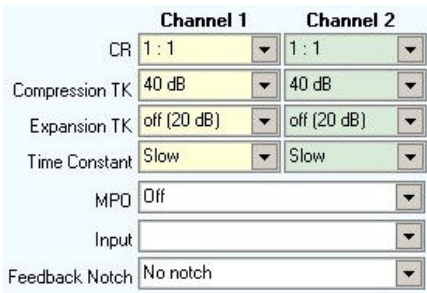 Channel 1 Channel 2
CR 1 : 1 1 : 1
Compression TK 40 dB 40 dB
Expansion TK off (20 dB) off (20 dB)
Time Constant Slow Slow
MPO Off
Input
Feedback Notch No notch